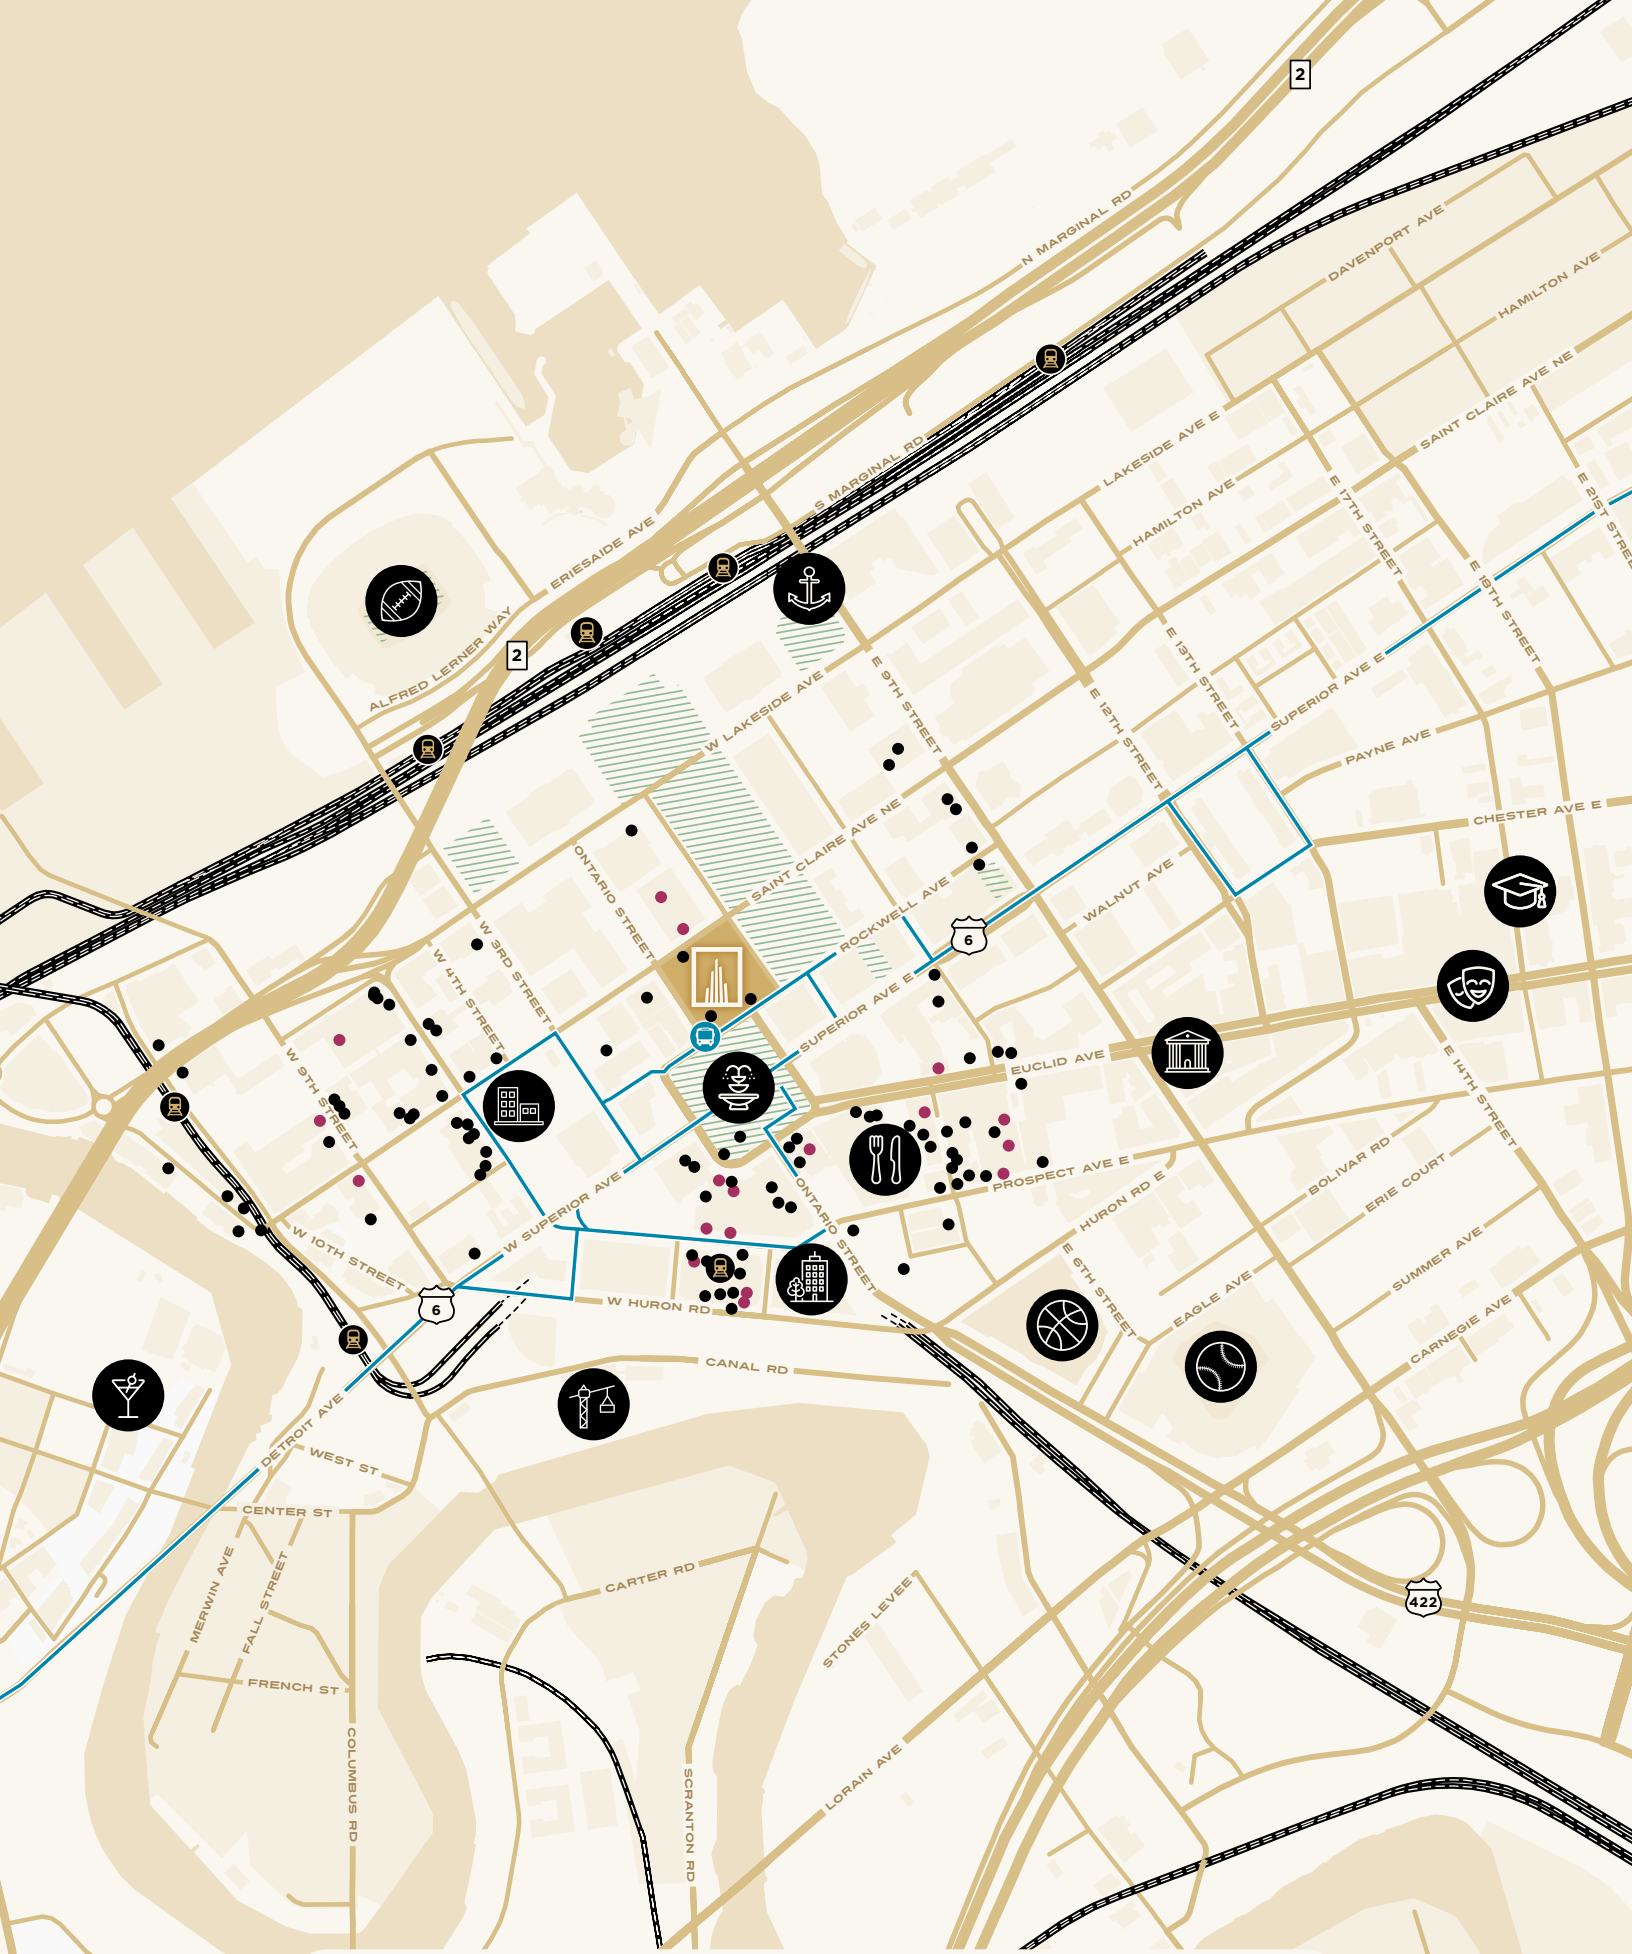 2
N MARGINAL RD
DAVENPORT AVE
HAMILTON AVE
SAINT CLAIRE AVE NE
LAKESIDE AVE E
S MARGINAL RD
HAMILTON AVE
E 17TH STREET
E 21ST STREE
ERIESAIDE AVE
E 18TH STREET
ALFRED LERNER WAY
2
E 13TH STREET
E 9TH STREET
W LAKESIDE AVE
E 12TH STREET
SUPERIOR AVE E
PAYNE AVE
CHESTER AVE E
SAINT CLAIRE AVE NE
ONTARIO STREET
ROCKWELL AVE
WALNUT AVE
6
W 3RD STREET
W 4TH STREET
SUPERIOR AVE E
EUCLID AVE
W 9TH STREET
E 14TH STREET
PROSPECT AVE E
BOLIVAR RD
ERIE COURT
HURON RD E
W SUPERIOR AVE
ONTARIO STREET
W 10TH STREET
E 6TH STREET
SUMMER AVE
EAGLE AVE
6
W HURON RD
CARNEGIE AVE
CANAL RD
DETROIT AVE
WEST ST
CENTER ST
MERWIN AVE
FALL STREET
CARTER RD
STONES LEVEE
422
FRENCH ST
COLUMBUS RD
SCRANTON RD
LORAIN AVE